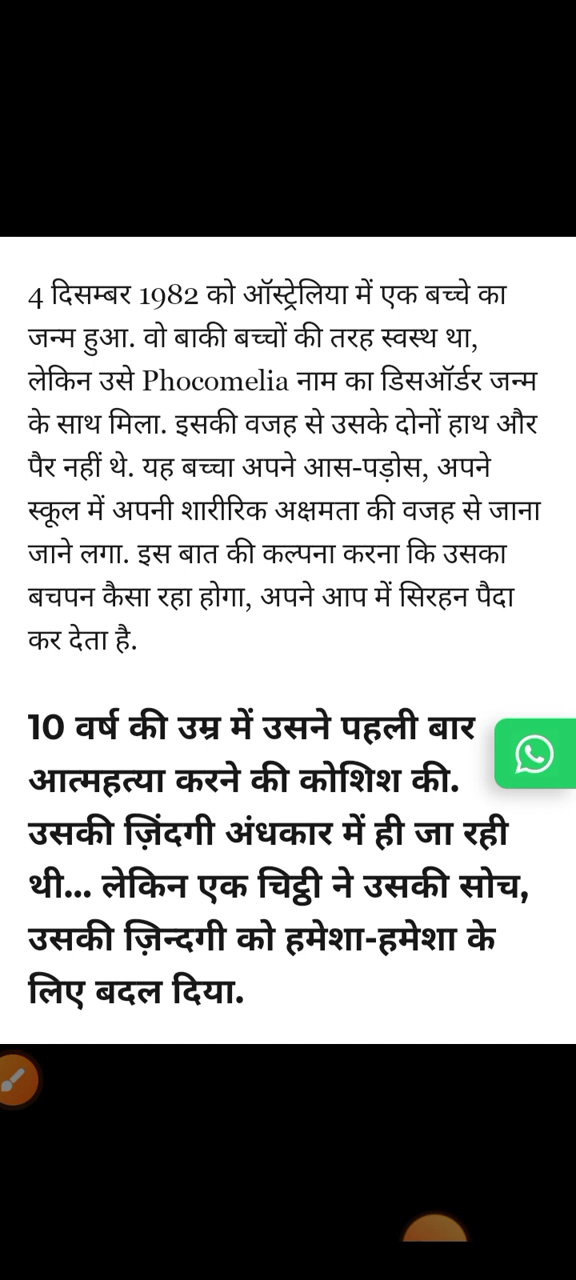 4 दिसम्बर 1982 को ऑस्ट्रेलिया में एक बच्चे का
जन्म हुआ. वो बाकी बच्चों की तरह स्वस्थ था,
लेकिन उसे Phocomelia नाम का डिसऑर्डर जन्म
के साथ मिला. इसकी वजह से उसके दोनों हाथ और
पैर नहीं थे. यह बच्चा अपने आस-पड़ोस, अपने
स्कूल में अपनी शारीरिक अक्षमता की वजह से जाना
जाने लगा. इस बात की कल्पना करना कि उसका
बचपन कैसा रहा होगा, अपने आप में सिरहन पैदा
कर देता है.
10 वर्ष की उम्र में उसने पहली बार
आत्महत्या करने की कोशिश की.
उसकी ज़िंदगी अंधकार में ही जा रही
थी... लेकिन एक चिट्ठी ने उसकी सोच,
उसकी ज़िन्दगी को हमेशा-हमेशा के
लिए बदल दिया.